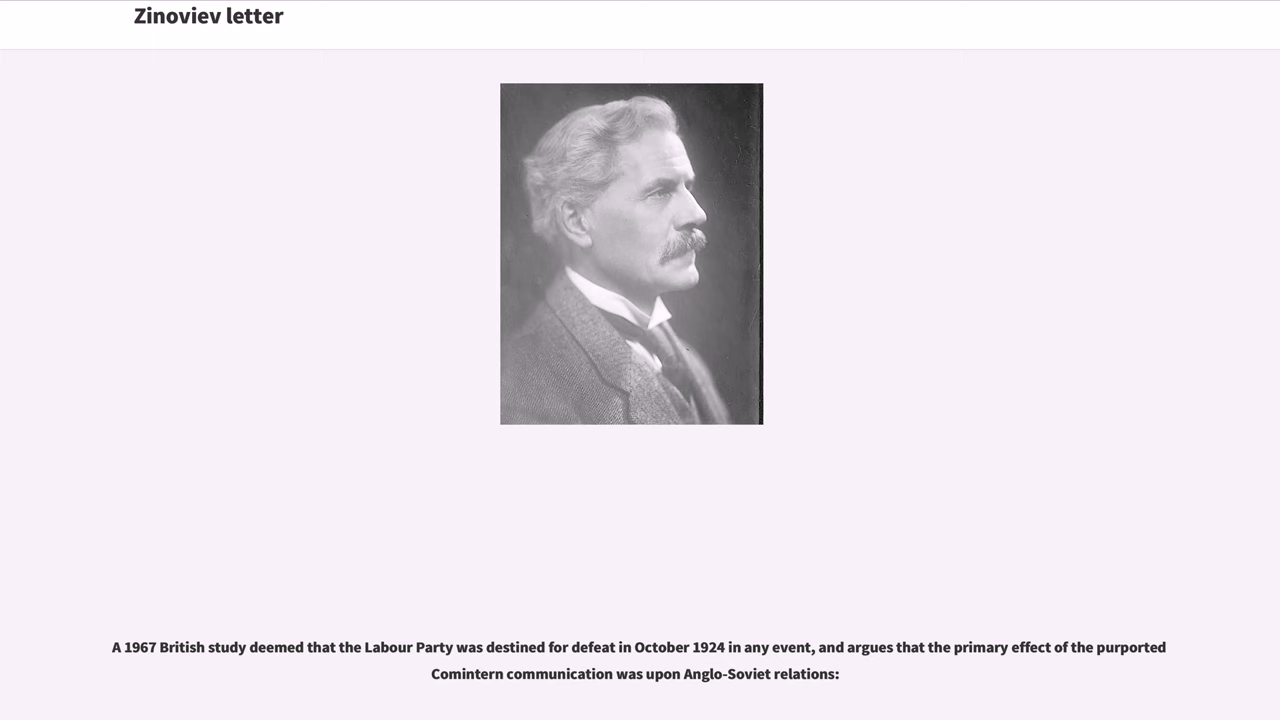 Zinoviev letter
A 1967 British study deemed that the Labour Party was destined for defeat in October 1924 in any event, and argues that the primary effect of the purported
Comintern communication was upon Anglo-Soviet relations: